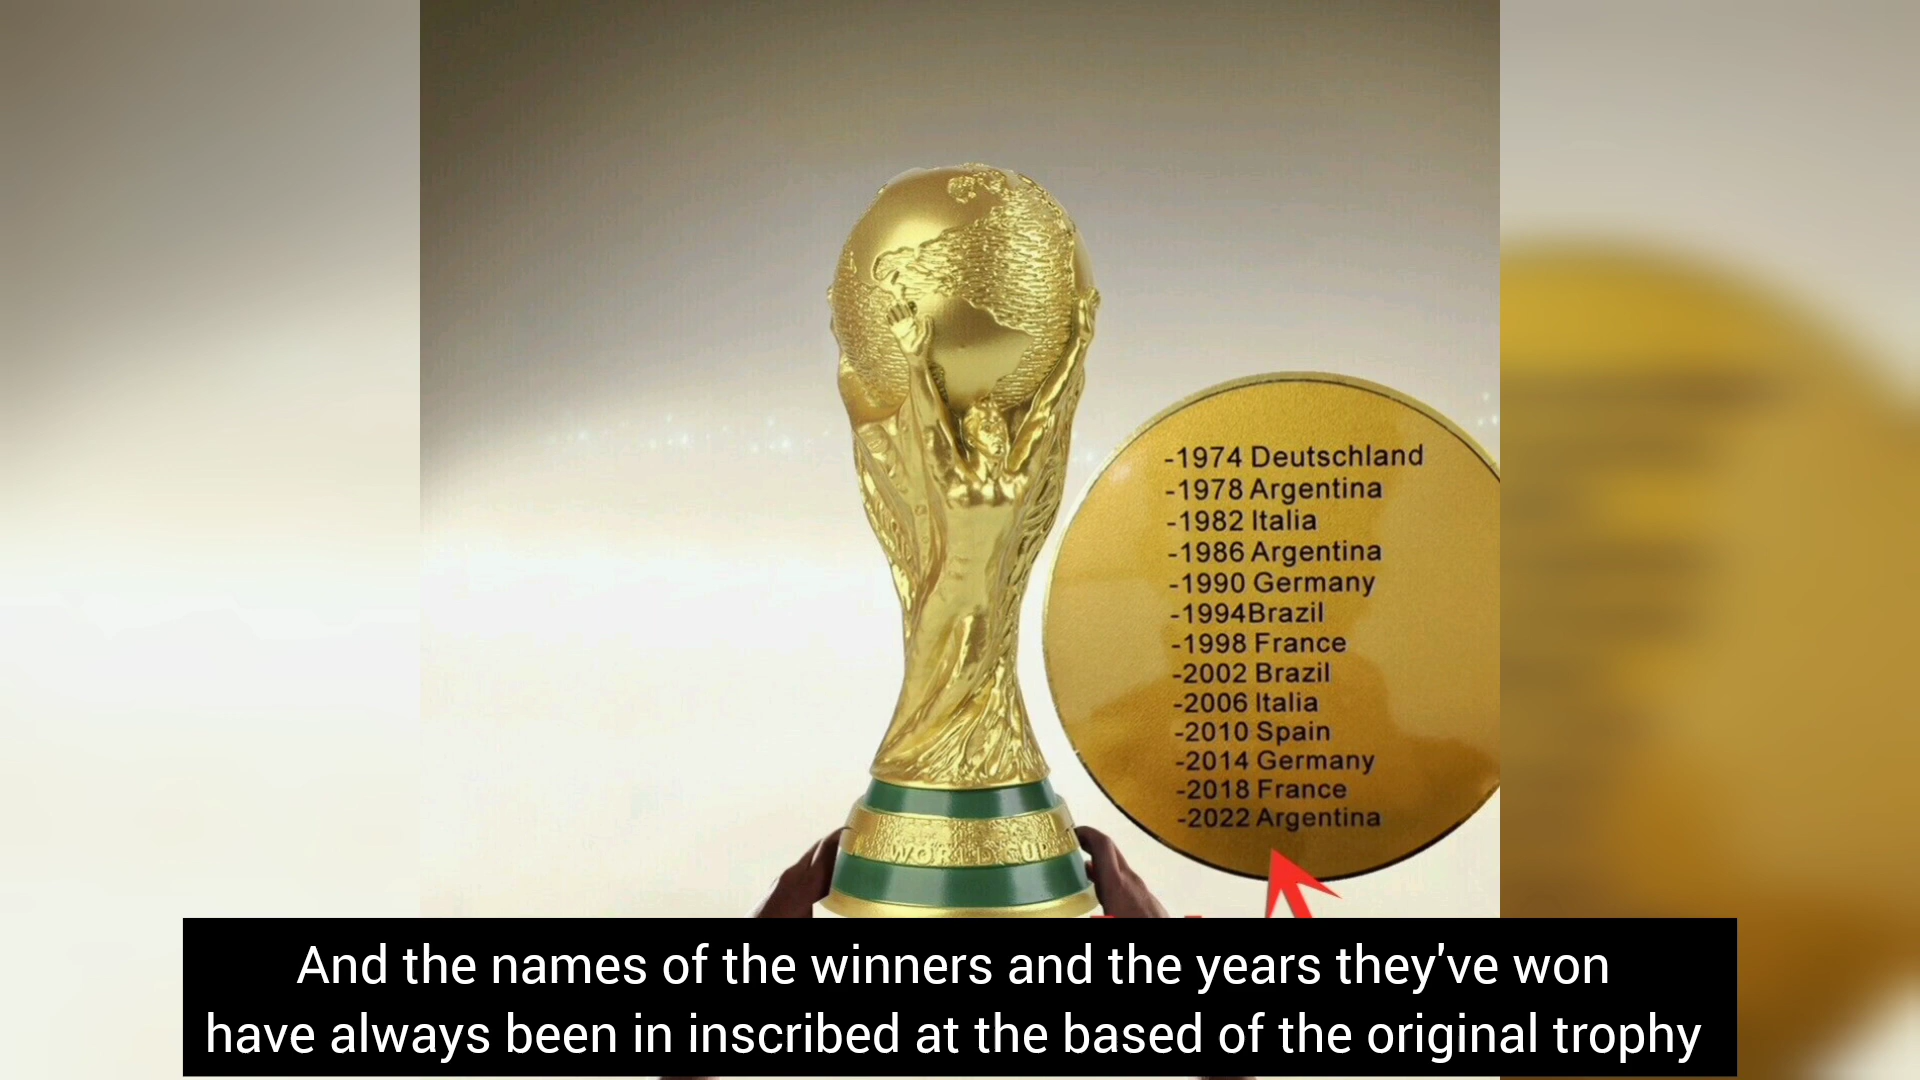 -1974 Deutschland
-1978 Argentina
-1982 Italia
-1986 Argentina
-1990 Germany
-1994Brazil
-1998 France
-2002 Brazil
-2006 Italia
-2010 Spain
-2014 Germany
-2018 France
-2022 Argentina
WORLD CUP
And the names of the winners and the years they've won
have always been in inscribed at the based of the original trophy